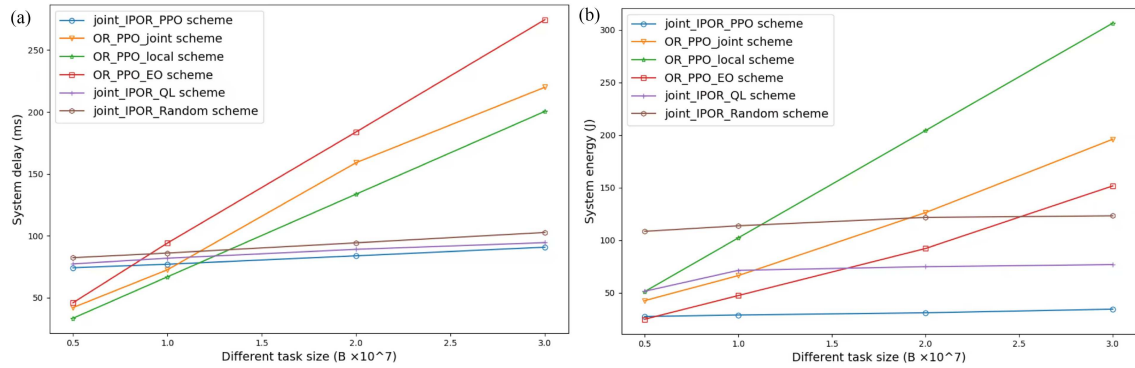 (a)
joint_IPOR_PPO scheme
OR_PPO_joint scheme
OR_PPO_local scheme
OR_PPO_EO scheme
joint_IPOR_QL scheme
joint_IPOR_Random scheme
System delay (ms)
250
200
150
100
50
0.5 1.0 1.5 2.0 2.5 3.0
Different task size (B ×10^7)
(b)
joint_IPOR_PPO scheme
OR_PPO_joint scheme
OR_PPO_local scheme
OR_PPO_EO scheme
joint_IPOR_QL scheme
joint_IPOR_Random scheme
System energy (J)
300
250
200
150
100
50
0.5 1.0 1.5 2.0 2.5 3.0
Different task size (B ×10^7)